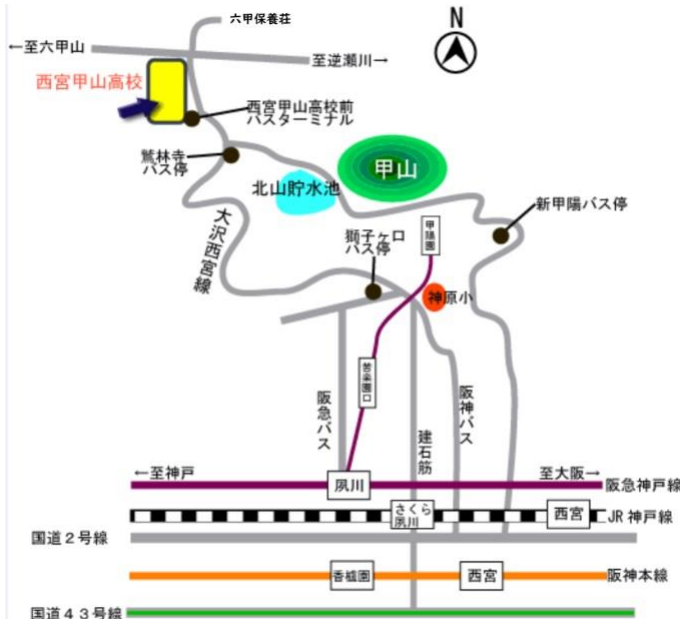 六甲保養荘
N
←至六甲山
至逆瀬川→
西宮甲山高校
西宮甲山高校前
バスターミナル
鷲林寺
バス停
甲山
北山貯水池
新甲陽バス停
大沢西宮線
獅子ヶ口
バス停
甲陽園
神原小
苦楽園口
阪急バス
建石筋
阪神バス
←至神戸
至大阪→
夙川
阪急神戸線
さくら
夙川
西宮
JR神戸線
国道2号線
香櫨園
西宮
阪神本線
国道43号線